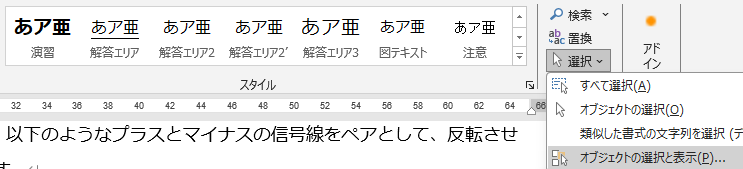 あア亜 あア亜 あア亜 あア亜 あア亜 あア亜 あア亜
演習 解答エリア 解答エリア2 解答エリア2' 解答エリア3 図テキスト 注意
スタイル
検索
置換
選択
アド
イン
32 34 36 38 40 42 44 46 48 50 52 54 56 58 60 62 64 66
すべて選択(A)
オブジェクトの選択(O)
類似した書式の文字列を選択 (デ
オブジェクトの選択と表示(P)...
以下のようなプラスとマイナスの信号線をペアとして、反転させ
す。